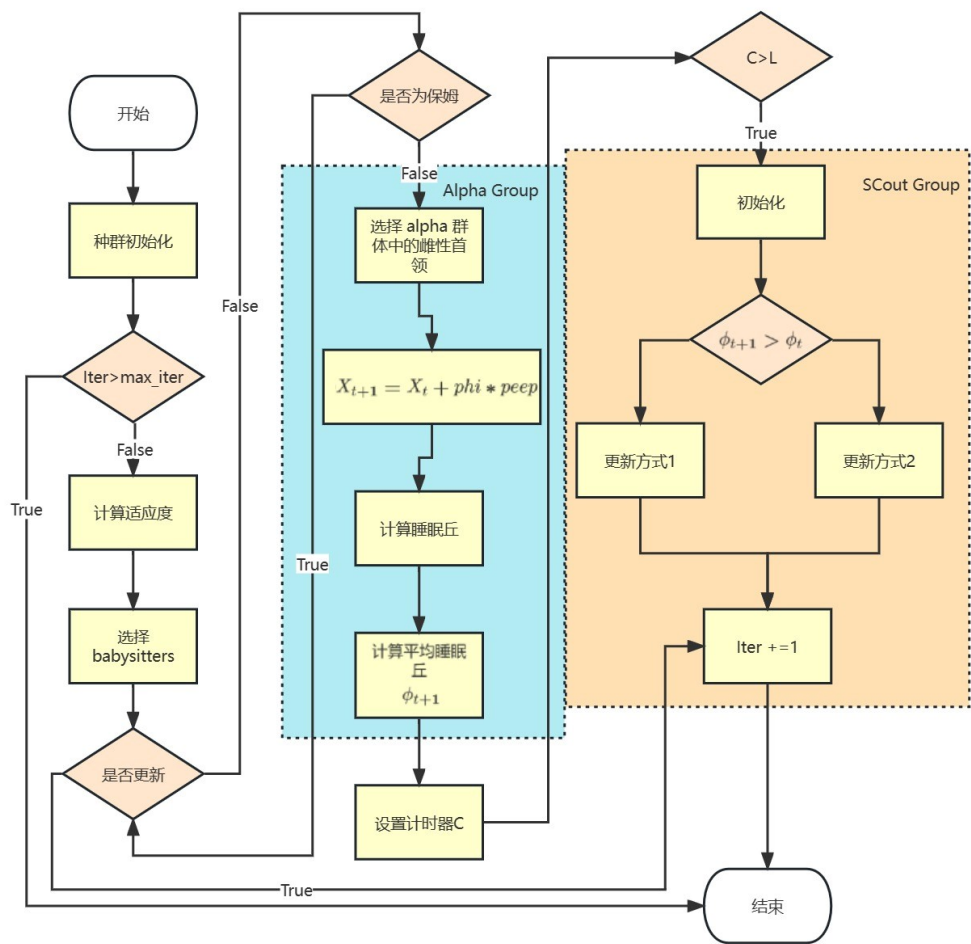 开始
种群初始化
Iter>max_iter
True
False
计算适应度
选择
babysitters
是否更新
False
True
是否为保姆
True
False
Alpha Group
选择 alpha 群
体中的雌性首
领
X_{t+1} = X_t + phi * peep
计算睡眠丘
计算平均睡眠
丘
ϕ_{t+1}
设置计时器C
C>L
True
SCout Group
初始化
ϕ_{t+1} > ϕ_t
更新方式1
更新方式2
Iter +=1
结束